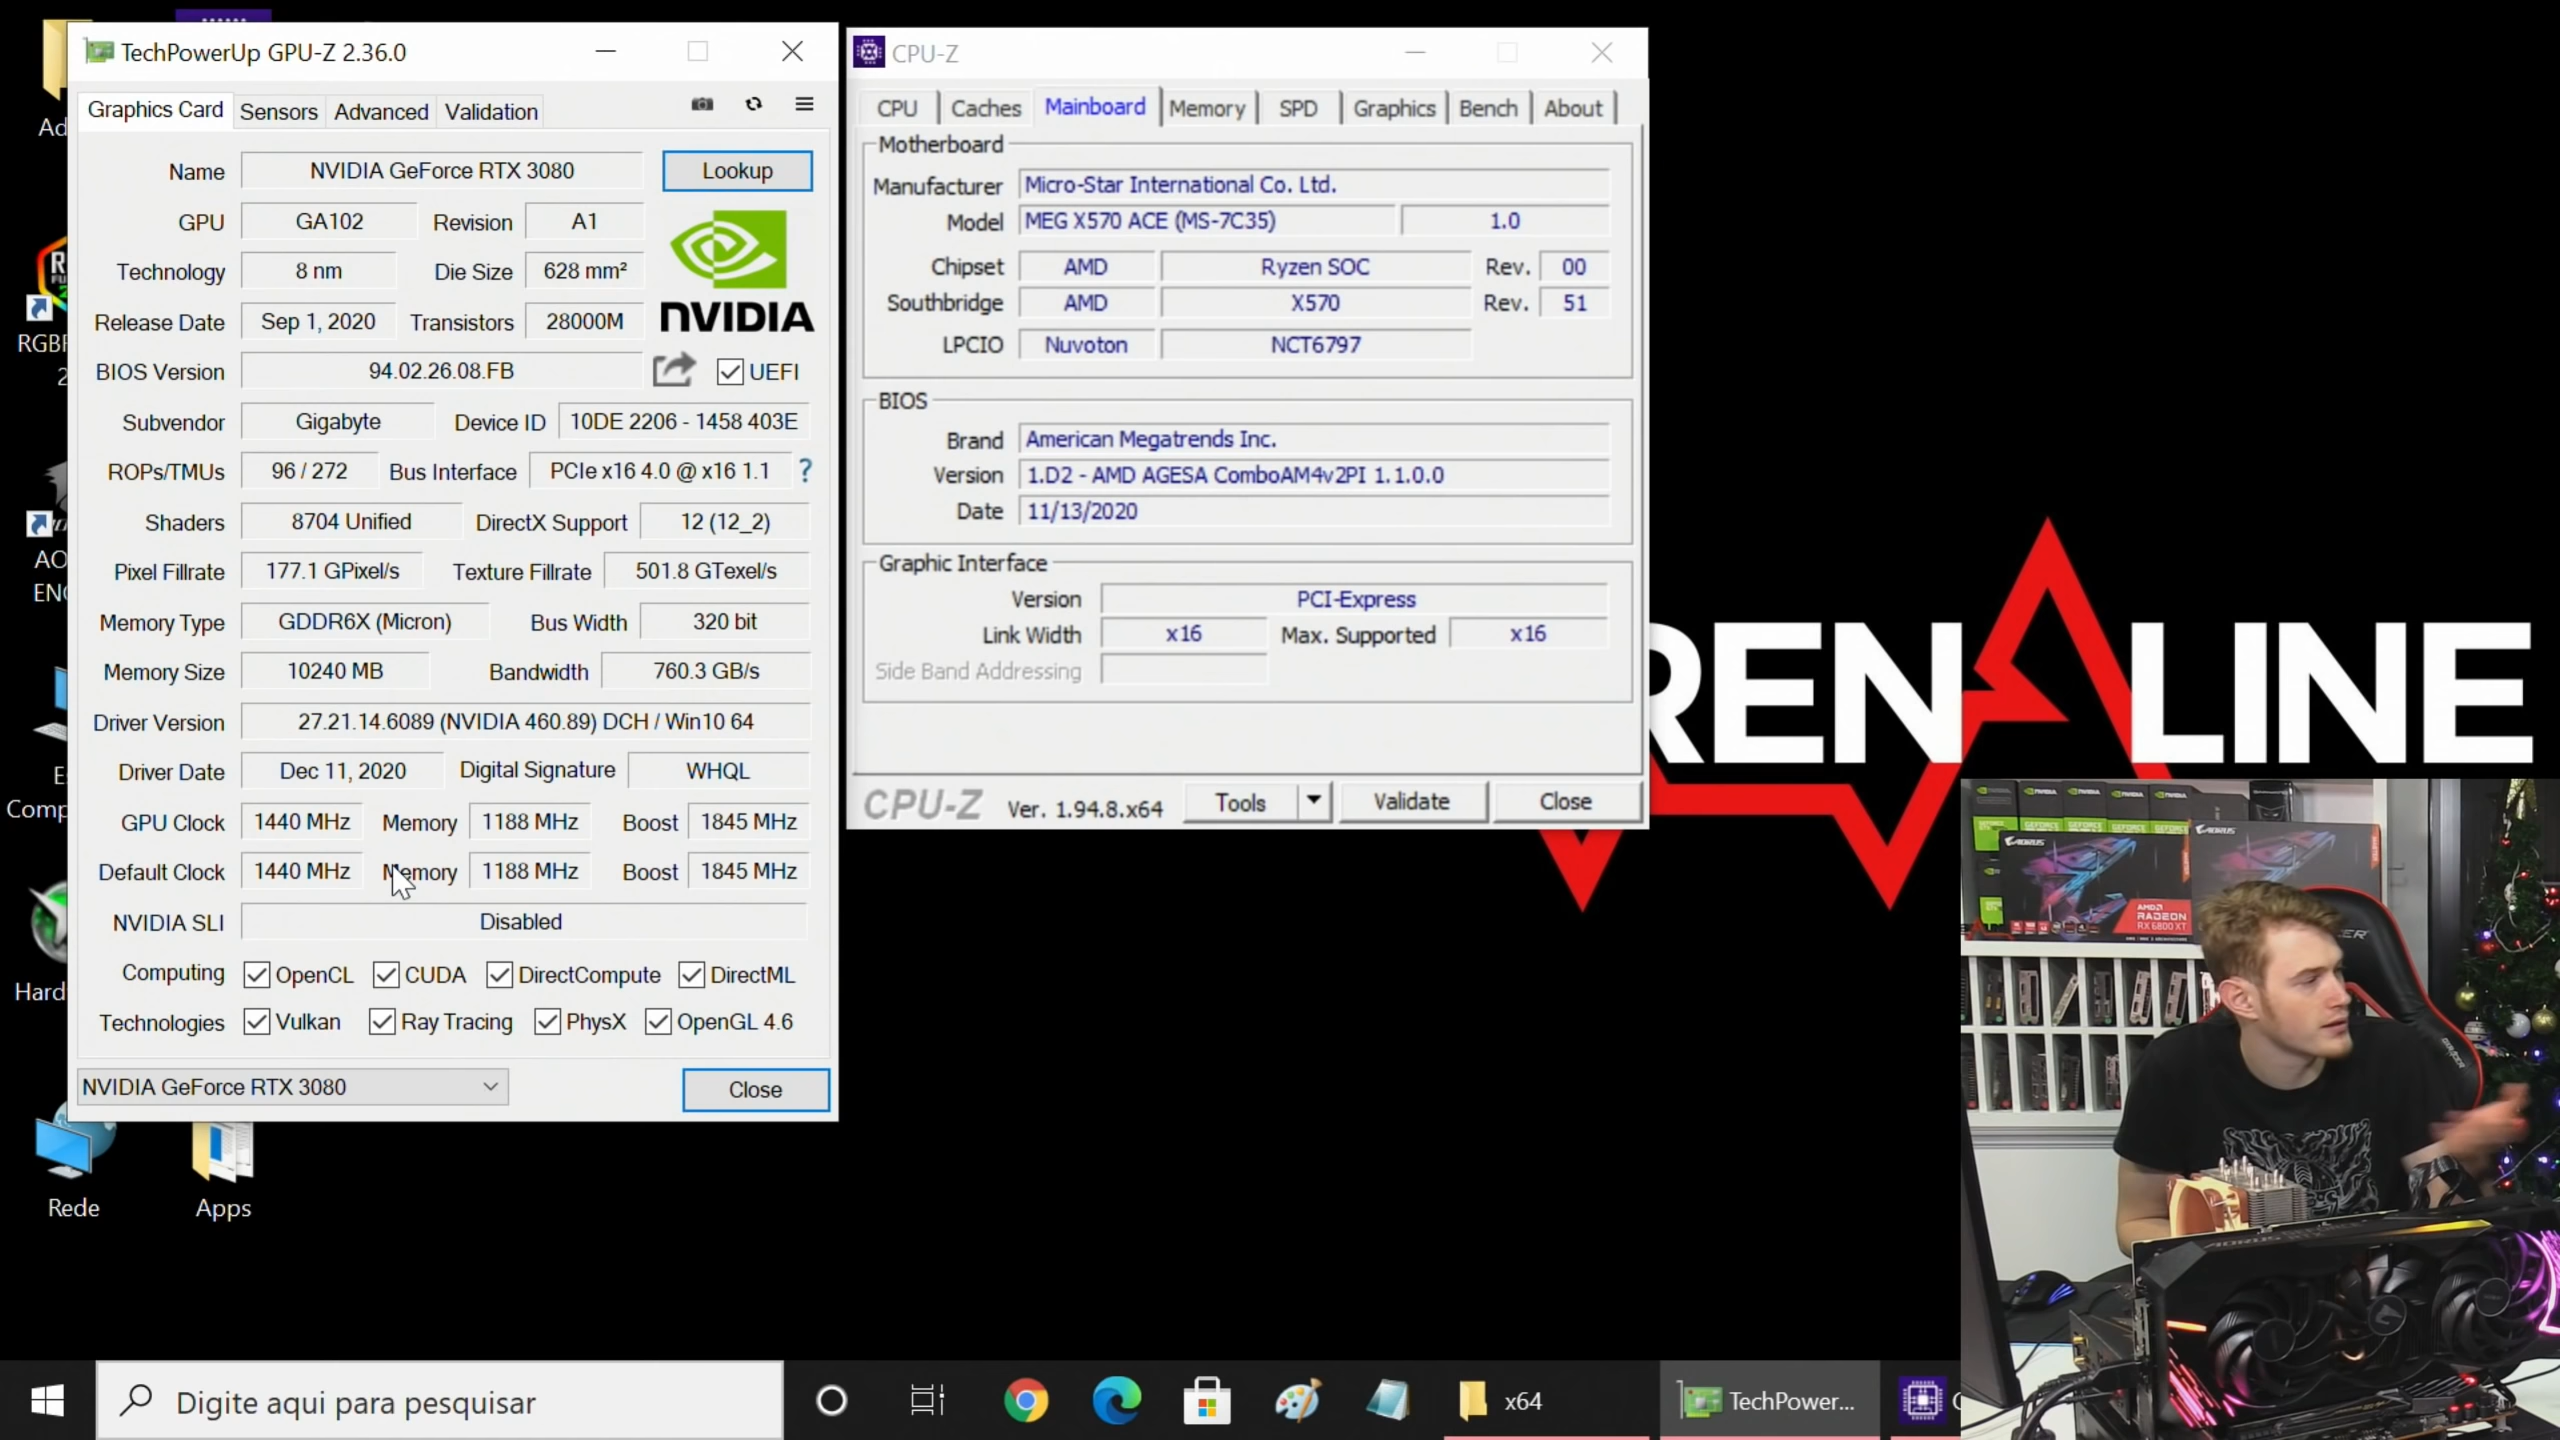 TechPowerUp GPU-Z 2.36.0
Graphics Card Sensors Advanced Validation
Name NVIDIA GeForce RTX 3080 Lookup
GPU GA102 Revision A1
Technology 8 nm Die Size 628 mm²
Release Date Sep 1, 2020 Transistors 28000M
NVIDIA
BIOS Version 94.02.26.08.FB UEFI
Subvendor Gigabyte Device ID 10DE 2206 - 1458 403E
ROPs/TMUs 96 / 272 Bus Interface PCIe x16 4.0 @ x16 1.1 ?
Shaders 8704 Unified DirectX Support 12 (12_2)
Pixel Fillrate 177.1 GPixel/s Texture Fillrate 501.8 GTexel/s
Memory Type GDDR6X (Micron) Bus Width 320 bit
Memory Size 10240 MB Bandwidth 760.3 GB/s
Driver Version 27.21.14.6089 (NVIDIA 460.89) DCH / Win10 64
Driver Date Dec 11, 2020 Digital Signature WHQL
GPU Clock 1440 MHz Memory 1188 MHz Boost 1845 MHz
Default Clock 1440 MHz Memory 1188 MHz Boost 1845 MHz
NVIDIA SLI Disabled
Computing OpenCL CUDA DirectCompute DirectML
Technologies Vulkan Ray Tracing PhysX OpenGL 4.6
NVIDIA GeForce RTX 3080 Close
CPU-Z
CPU Caches Mainboard Memory SPD Graphics Bench About
Motherboard
Manufacturer Micro-Star International Co. Ltd.
Model MEG X570 ACE (MS-7C35) 1.0
Chipset AMD Ryzen SOC Rev. 00
Southbridge AMD X570 Rev. 51
LPCIO Nuvoton NCT6797
BIOS
Brand American Megatrends Inc.
Version 1.D2 - AMD AGESA ComboAM4v2PI 1.1.0.0
Date 11/13/2020
Graphic Interface
Version PCI-Express
Link Width x16 Max. Supported x16
Side Band Addressing
CPU-Z Ver. 1.94.8.x64 Tools Validate Close
Ad
RGBF
2
AO
ENG
E
Comp
Hard
Rede
Apps
RENALINE
AORUS
AMD
RADEON
RX 6800 XT
Digite aqui para pesquisar
x64
TechPower...